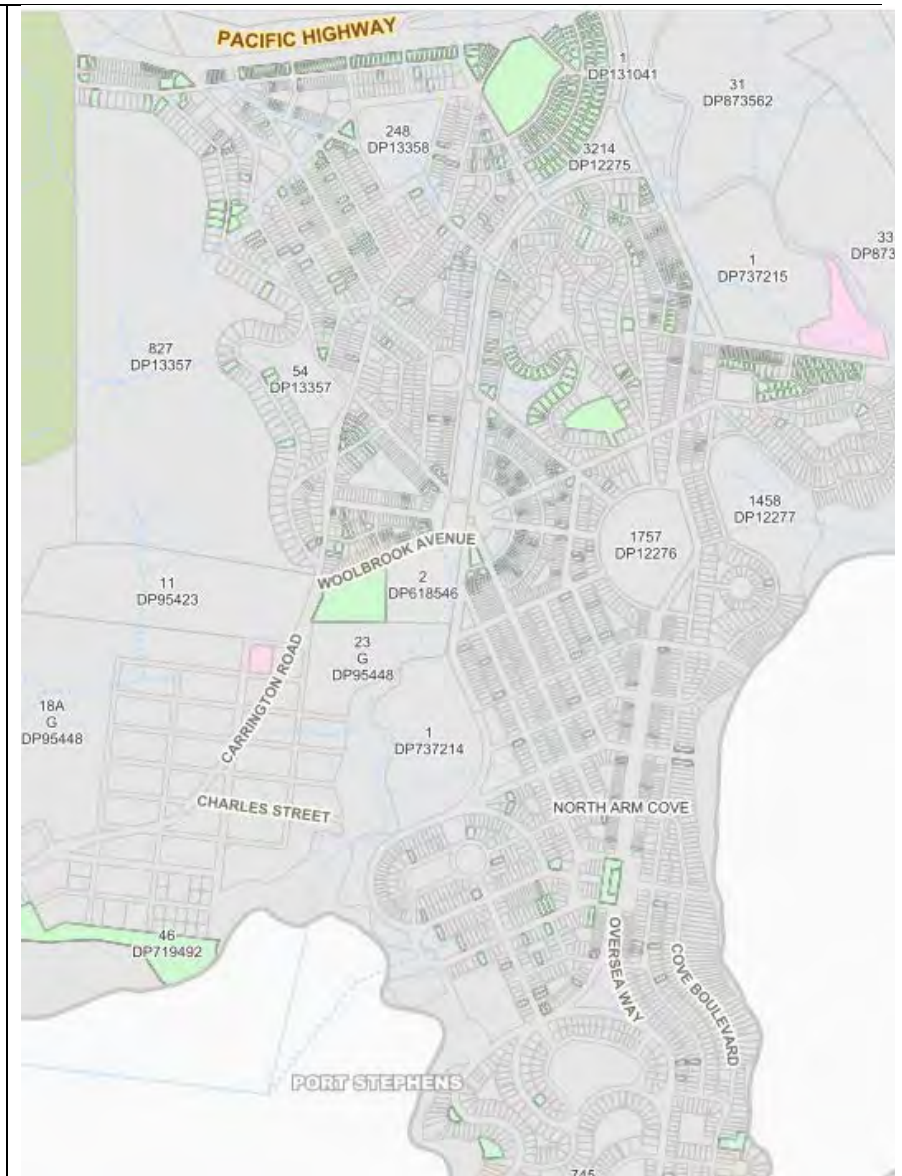 PACIFIC HIGHWAY
1
DP131041
31
DP873562
248
DP13358
3214
DP12275
33
DP873
1
DP737215
827
DP13357
54
DP13357
1458
DP12277
1757
DP12276
WOOLBROOK AVENUE
2
DP618546
11
DP95423
23
G
DP95448
CARRINGTON ROAD
18A
G
DP95448
1
DP737214
CHARLES STREET
NORTH ARM COVE
46
DP719492
OVERSEA WAY
COVE BOULEVARD
PORT STEPHENS
745